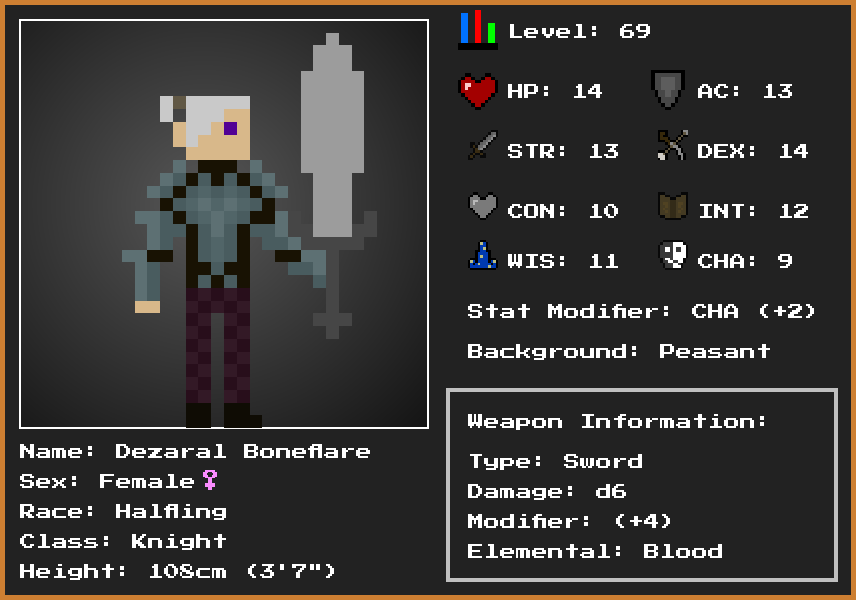 Level: 69
HP: 14 AC: 13
STR: 13 DEX: 14
CON: 10 INT: 12
WIS: 11 CHA: 9
Stat Modifier: CHA (+2)
Background: Peasant
Weapon Information:
Type: Sword
Damage: d6
Modifier: (+4)
Elemental: Blood
Name: Dezaral Boneflare
Sex: Female♀
Race: Halfling
Class: Knight
Height: 108cm (3'7")